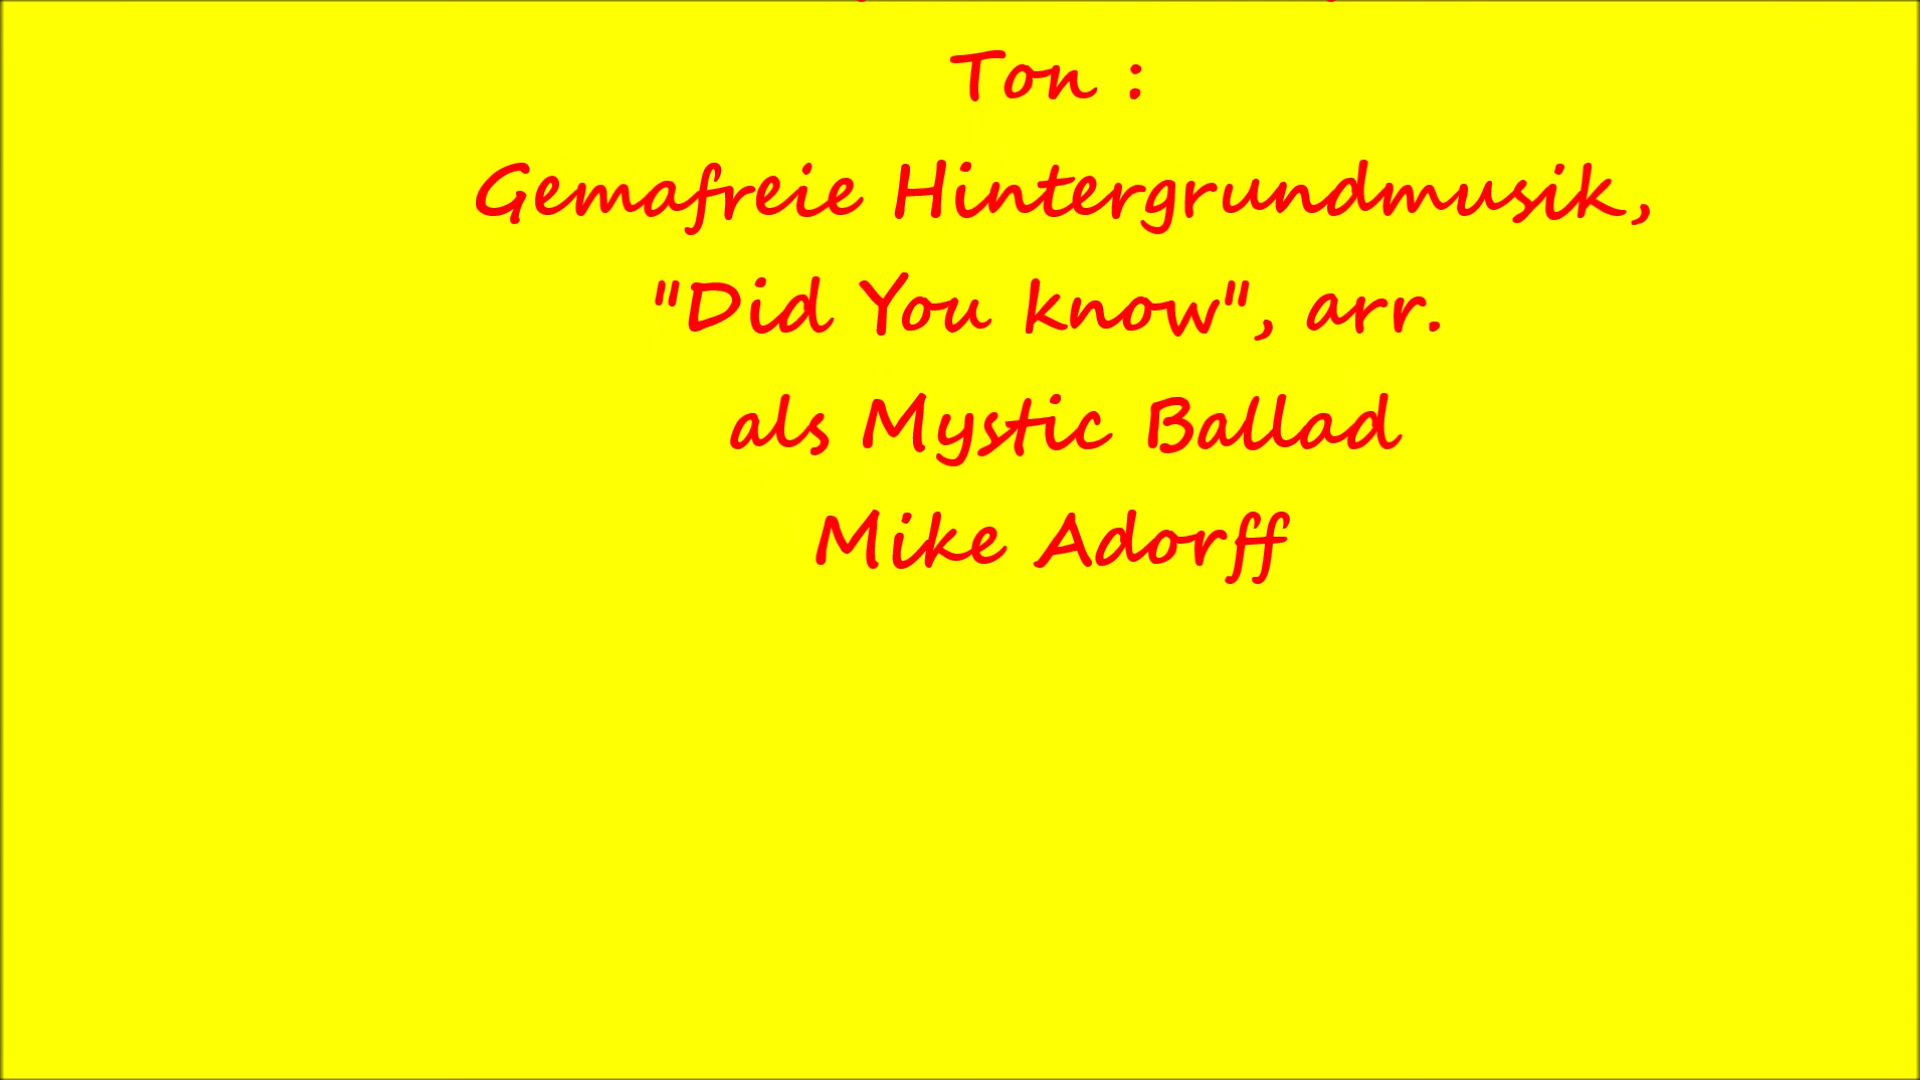 Ton :
Gemafreie Hintergrundmusik,
"Did You know", arr.
als Mystic Ballad
Mike Adorff